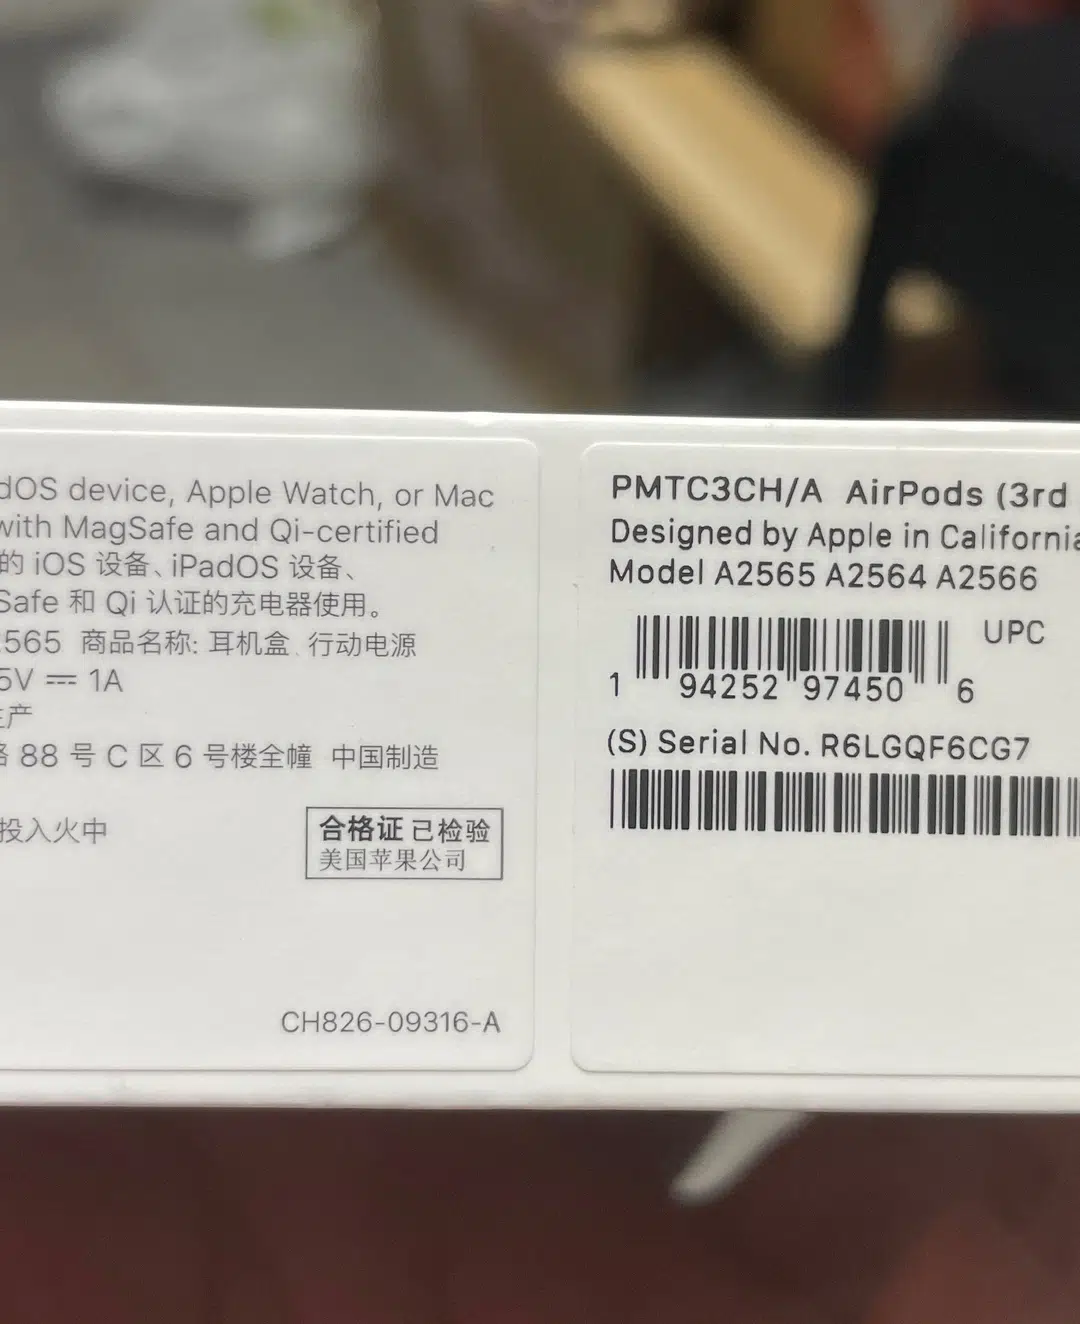 dOS device, Apple Watch, or Mac
with MagSafe and Qi-certified
的 iOS 设备、iPadOS 设备、
Safe 和 Qi 认证的充电器使用。
2565 商品名称: 耳机盒、行动电源
5V ⎓ 1A
生产
路 88 号 C 区 6 号楼全幢 中国制造
投入火中
合格证 已检验
美国苹果公司
CH826-09316-A
PMTC3CH/A AirPods (3rd
Designed by Apple in California
Model A2565 A2564 A2566
UPC
1 94252 97450 6
(S) Serial No. R6LGQF6CG7